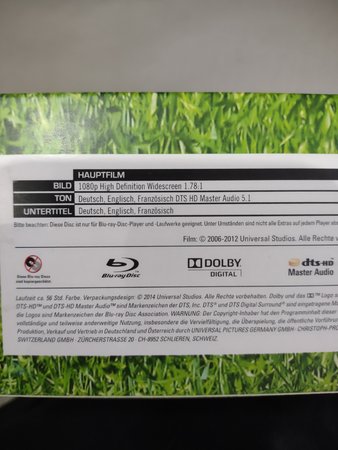 HAUPTFILM
BILD 1080p High Definition Widescreen 1.78.1
TON Deutsch, Englisch, Französisch DTS HD Master Audio 5.1
UNTERTITEL Deutsch, Englisch, Französisch
Bitte beachten: Diese Disc ist nur für Blu-ray-Disc-Player und -Laufwerke geeignet. Unter Umständen sind nicht alle Extras auf jedem Player
Film: © 2006-2012 Universal Studios. Alle Rechte
Diese Blu-ray Discs
sind kopiergeschützt.
Blu-ray Disc
DOLBY
DIGITAL
dts-HD
Master Audio
Laufzeit ca. 56 Std. Farbe. Verpackungsdesign: © 2014 Universal Studios. Alle Rechte vorbehalten. Dolby und das Logo
DTS-HD™ und DTS-HD Master Audio™ sind Markenzeichen der DTS, Inc. DTS® und DTS Digital Surround® sind eingetragene
die Logos sind Markenzeichen der Blu-ray Disc Association. WARNUNG: Der Copyright-Inhaber hat den Programminhalt dieser
vollständige und teilweise anderweitige Nutzung, insbesondere die Vervielfältigung, die Überspielung, die öffentliche Vorführung
Produktion, Verkauf und Vertrieb in Deutschland und Österreich durch UNIVERSAL PICTURES GERMANY GMBH - CHRISTOPH-
SWITZERLAND GMBH - ZÜRCHERSTRASSE 20 - CH-8952 SCHLIEREN, SCHWEIZ.